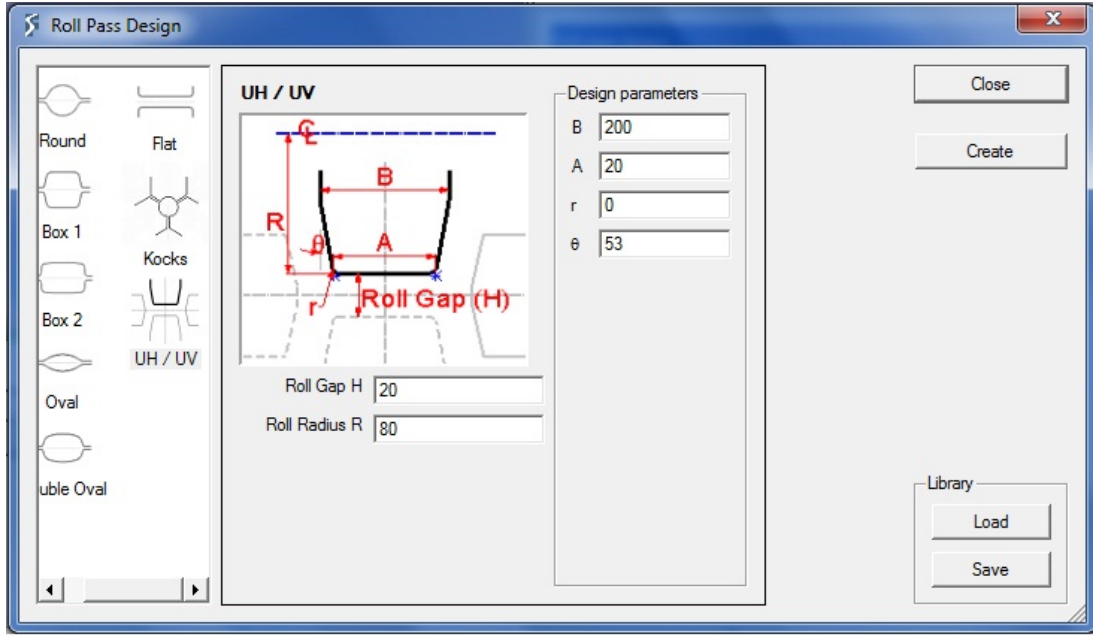 Roll Pass Design
Round
Flat
Box 1
Kocks
Box 2
UH / UV
Oval
uble Oval
UH / UV
CL
B
R
θ
A
r
Roll Gap (H)
Roll Gap H 20
Roll Radius R 80
Design parameters
B 200
A 20
r 0
θ 53
Close
Create
Library
Load
Save